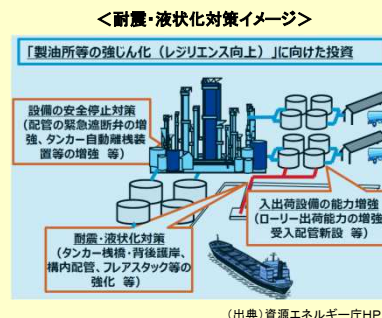 ＜耐震・液状化対策イメージ＞
「製油所等の強じん化（レジリエンス向上）」に向けた投資
設備の安全停止対策
（配管の緊急遮断弁の増
強、タンカー自動離桟装
置等の増強　等）
入出荷設備の能力増強
（ローリー出荷能力の増強
受入配管新設　等）
耐震・液状化対策
（タンカー桟橋・背後護岸、
構内配管、フレアスタック等の
強化　等）
（出典）資源エネルギー庁HP